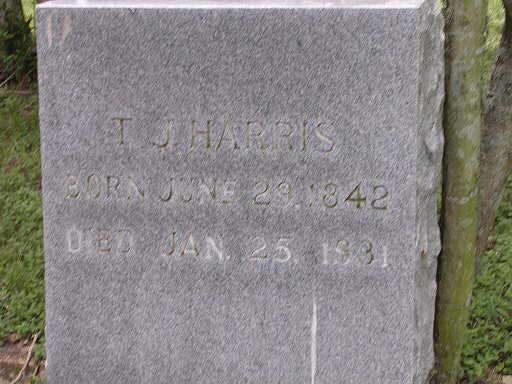 T. J. HARRIS
BORN JUNE 29, 1842
DIED JAN. 25, 1931